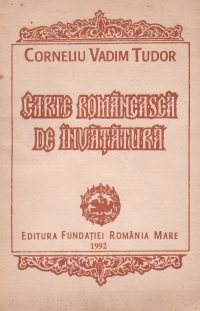 CORNELIU VADIM TUDOR
CARTE ROMÂNEASCĂ
DE ÎNVĂȚĂTURĂ
EDITURA FUNDAȚIEI ROMÂNIA MARE
1992